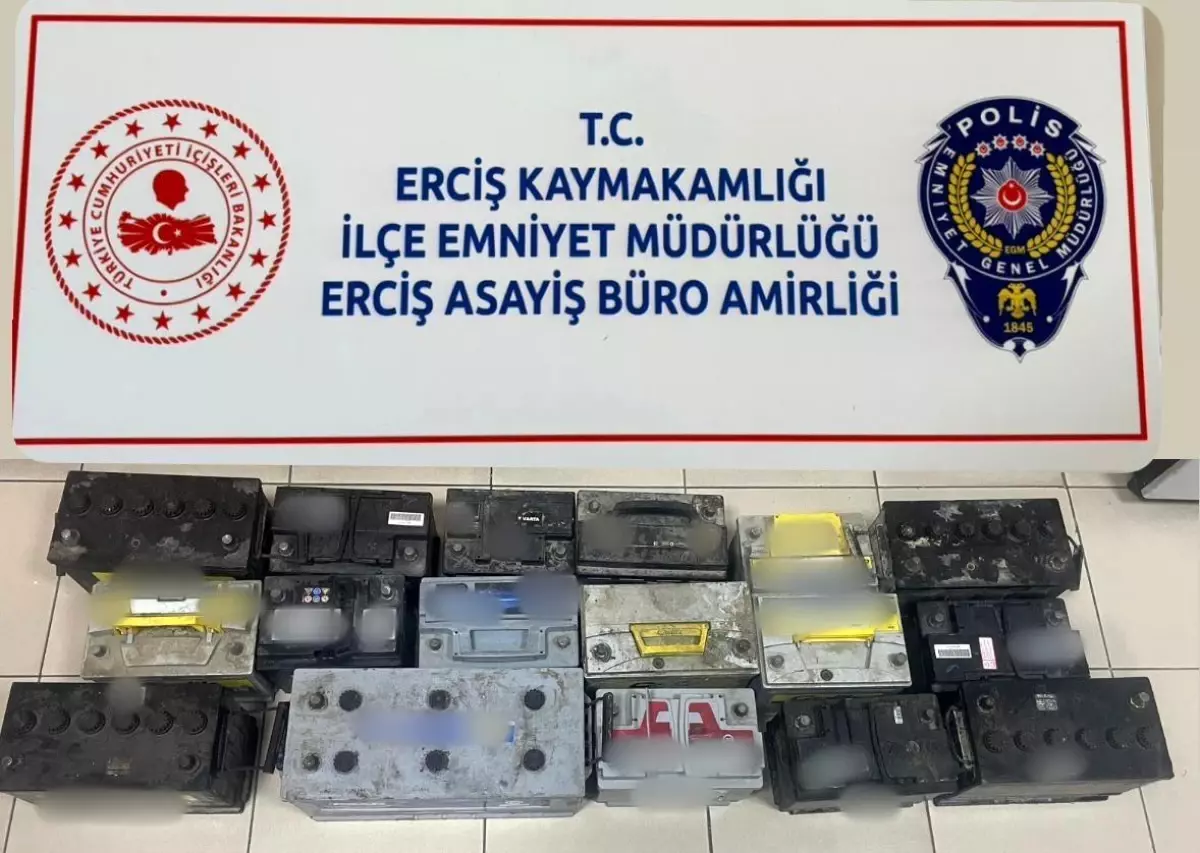 T.C.
ERCİŞ KAYMAKAMLIĞI
İLÇE EMNİYET MÜDÜRLÜĞÜ
ERCİŞ ASAYİŞ BÜRO AMİRLİĞİ
TÜRKİYE CUMHURİYETİ İÇİŞLERİ BAKANLIĞI
POLİS
EMNİYET GENEL MÜDÜRLÜĞÜ
EGM
1845
VARTA